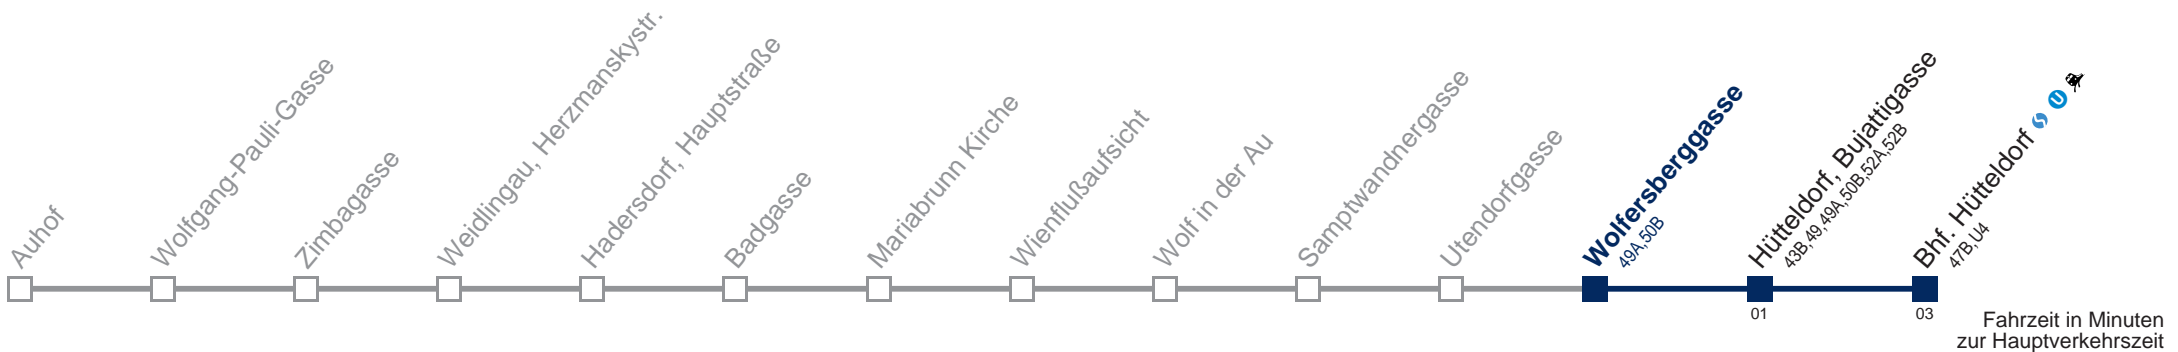 Auhof
Wolfgang-Pauli-Gasse
Zimbagasse
Weidlingau, Herzmanskystr.
Hadersdorf, Hauptstraße
Badgasse
Mariabrunn Kirche
Wienflußaufsicht
Wolf in der Au
Samptwandnergasse
Utendorfgasse
Wolfersberggasse
49A,50B
Hütteldorf, Bujattigasse
43B,49,49A,50B,52A,52B
Bhf. Hütteldorf S U
47B,U4
01
03
Fahrzeit in Minuten
zur Hauptverkehrszeit